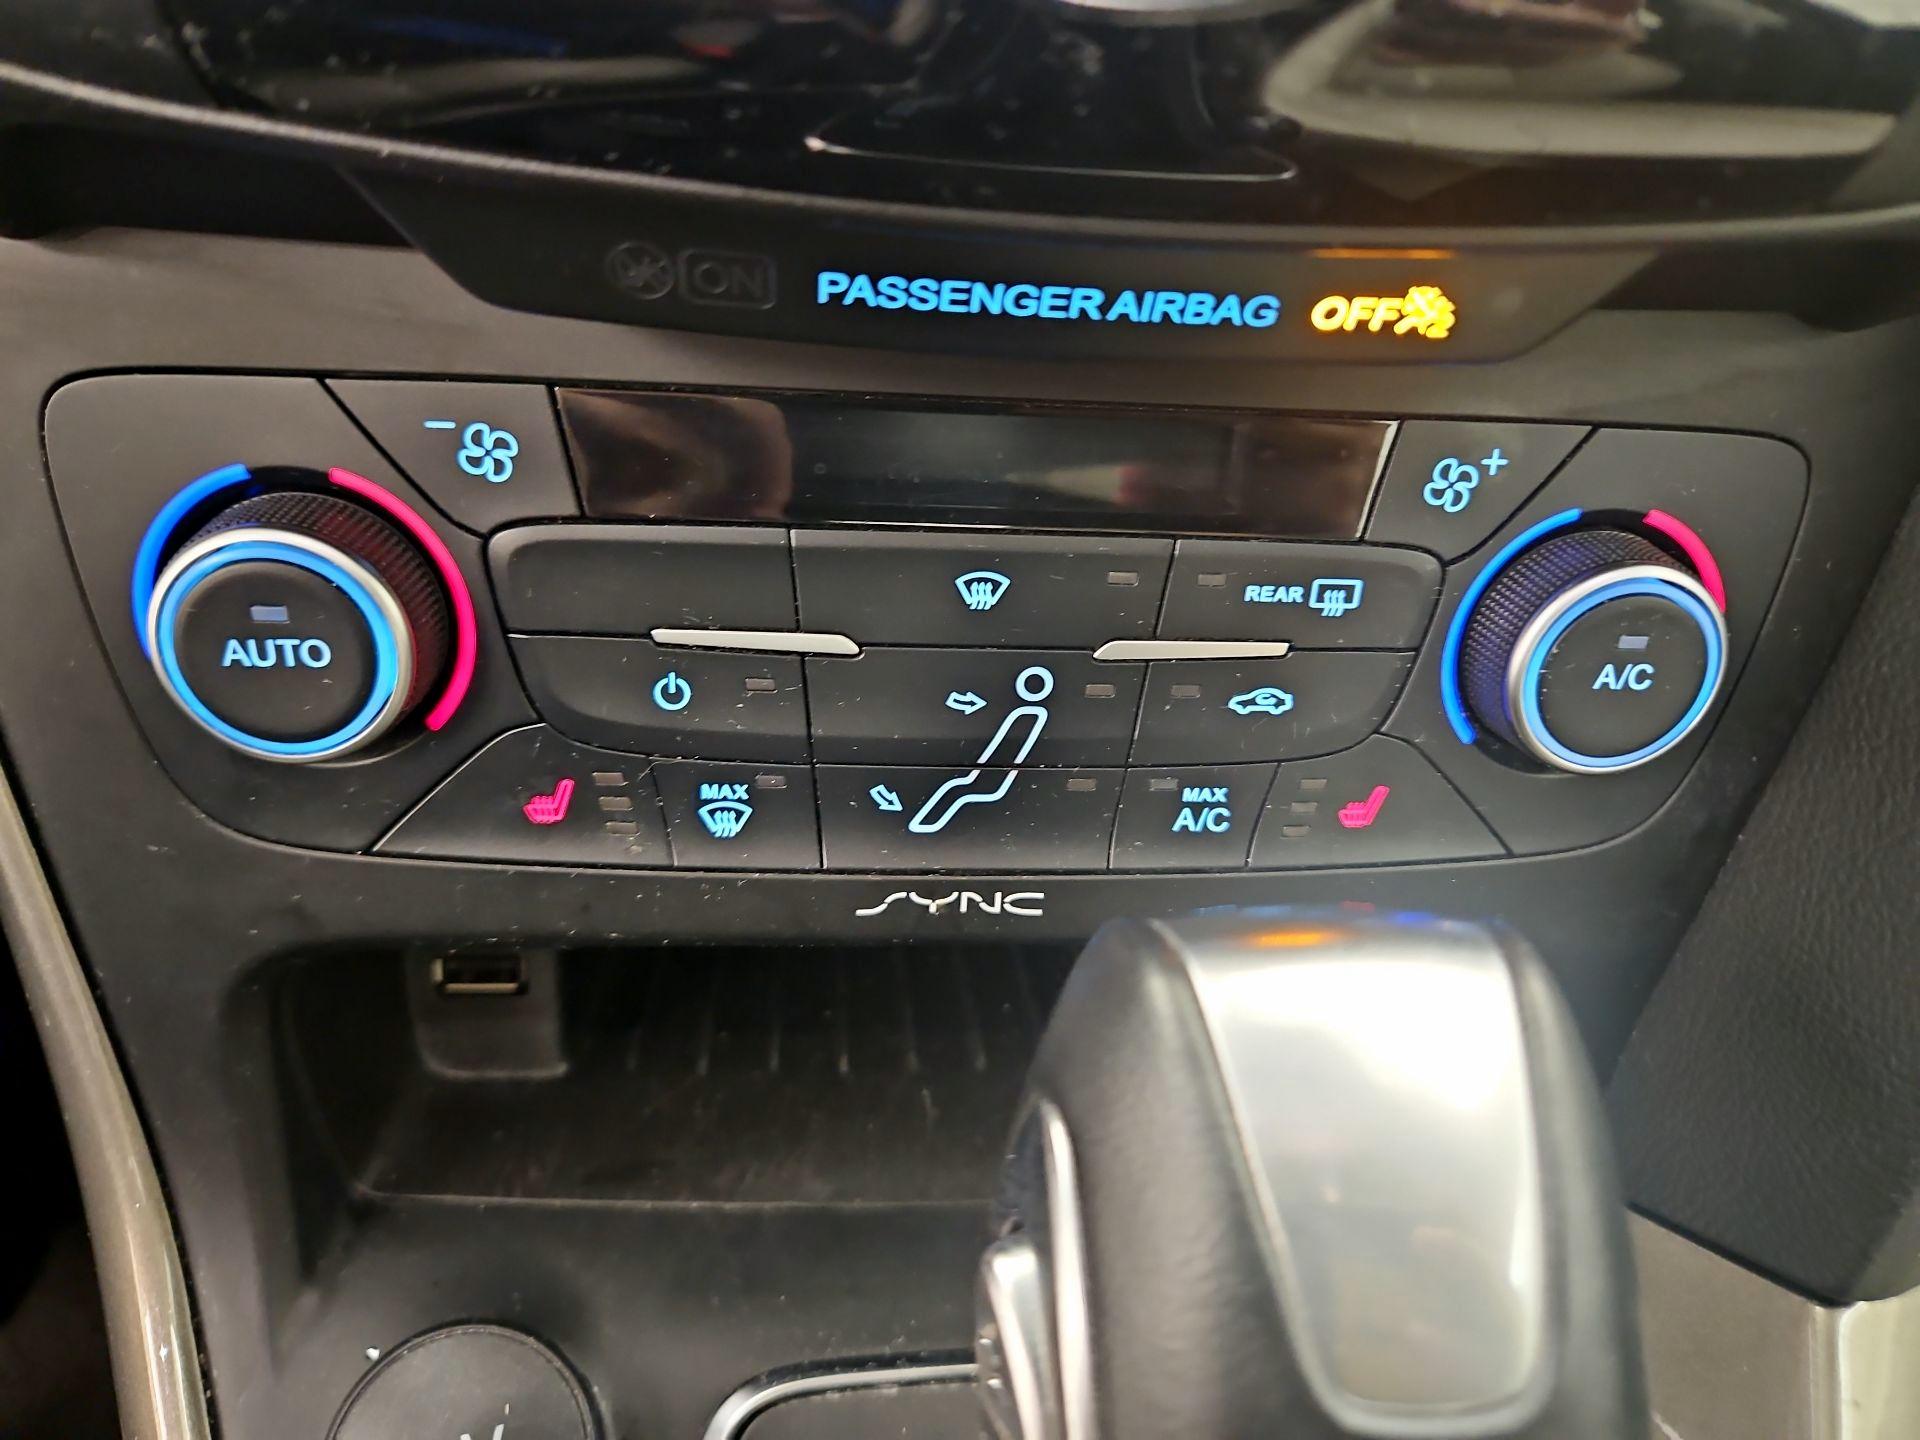 ON PASSENGER AIRBAG OFF
- +
REAR
AUTO
A/C
MAX
MAX
A/C
SYNC
V